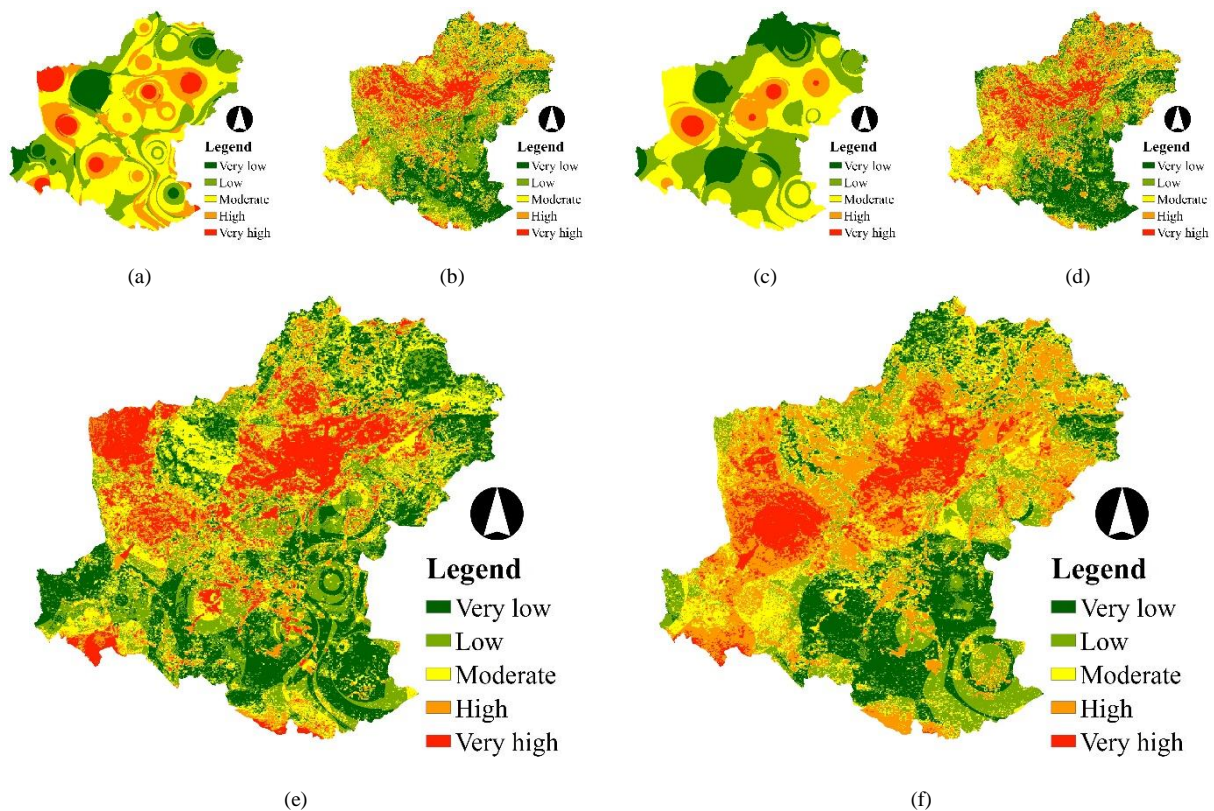 Legend
Very low
Low
Moderate
High
Very high
(a)
Legend
Very low
Low
Moderate
High
Very high
(b)
Legend
Very low
Low
Moderate
High
Very high
(c)
Legend
Very low
Low
Moderate
High
Very high
(d)
Legend
Very low
Low
Moderate
High
Very high
(e)
Legend
Very low
Low
Moderate
High
Very high
(f)